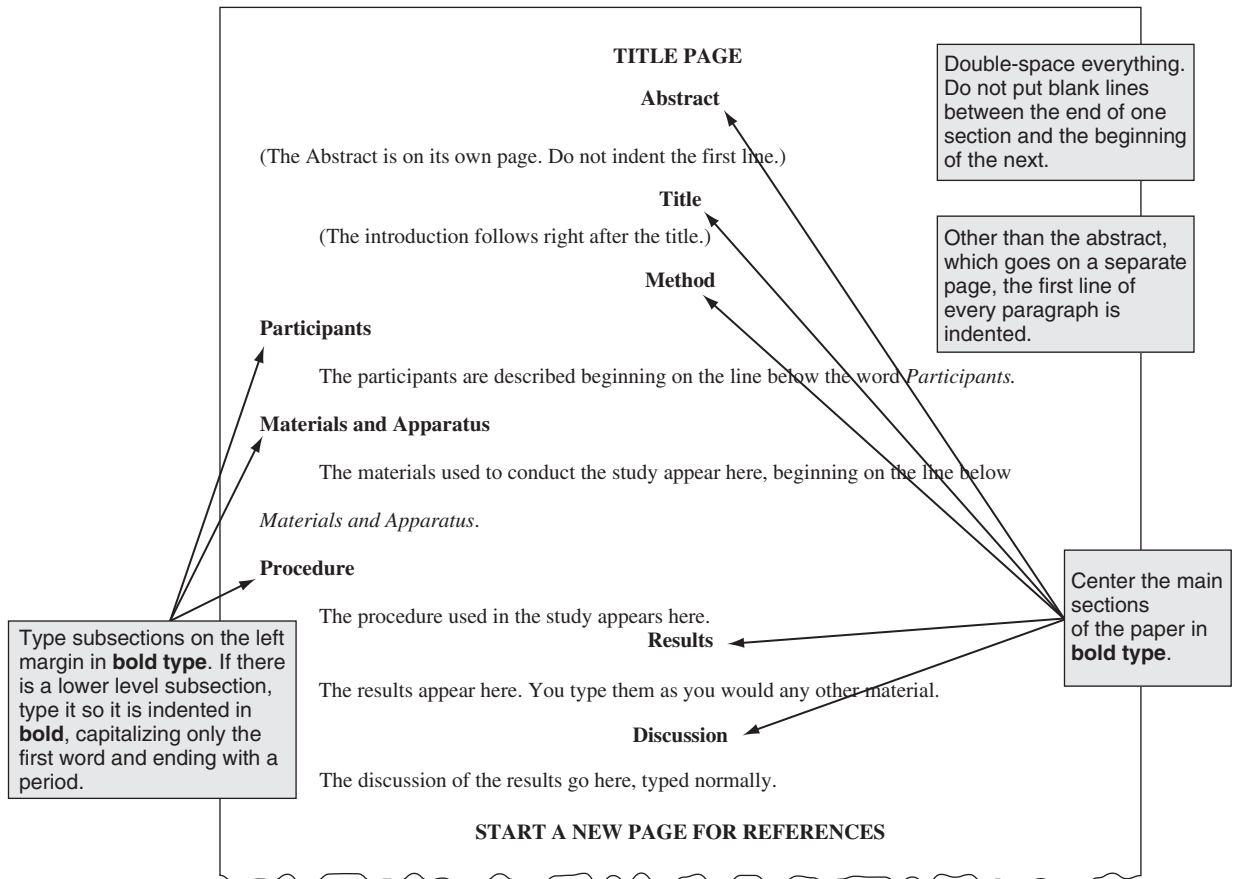 TITLE PAGE
Abstract
(The Abstract is on its own page. Do not indent the first line.)
Title
(The introduction follows right after the title.)
Method
Participants
The participants are described beginning on the line below the word Participants.
Materials and Apparatus
The materials used to conduct the study appear here, beginning on the line below
Materials and Apparatus.
Procedure
The procedure used in the study appears here.
Results
The results appear here. You type them as you would any other material.
Discussion
The discussion of the results go here, typed normally.
START A NEW PAGE FOR REFERENCES
Double-space everything.
Do not put blank lines
between the end of one
section and the beginning
of the next.
Other than the abstract,
which goes on a separate
page, the first line of
every paragraph is
indented.
Center the main
sections
of the paper in
bold type.
Type subsections on the left
margin in bold type. If there
is a lower level subsection,
type it so it is indented in
bold, capitalizing only the
first word and ending with a
period.